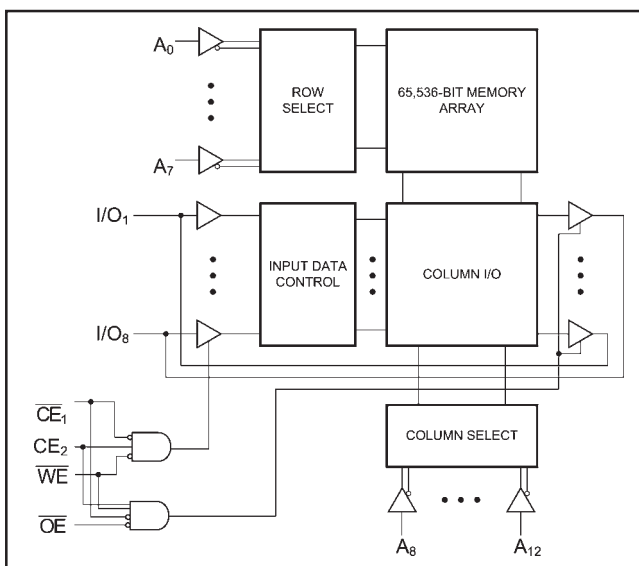 A0
ROW
SELECT
65,536-BIT MEMORY
ARRAY
A7
I/O1
INPUT DATA
CONTROL
COLUMN I/O
I/O8
CE1
CE2
WE
OE
COLUMN SELECT
A8
A12